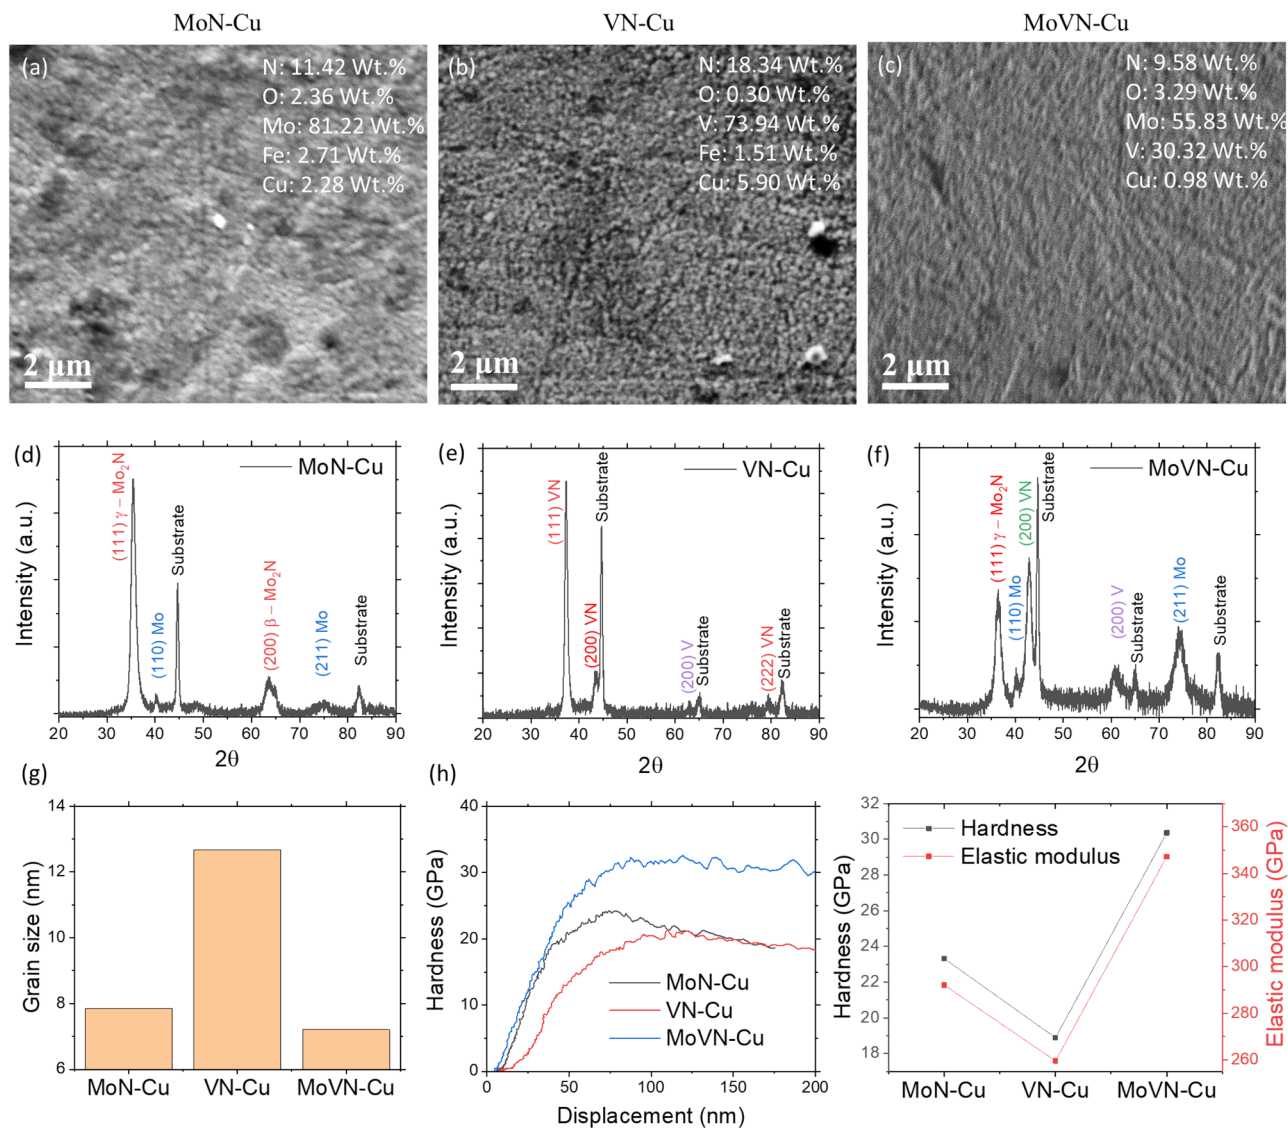 MoN-Cu
VN-Cu
MoVN-Cu
(a)
N: 11.42 Wt.%
O: 2.36 Wt.%
Mo: 81.22 Wt.%
Fe: 2.71 Wt.%
Cu: 2.28 Wt.%
2 μm
(b)
N: 18.34 Wt.%
O: 0.30 Wt.%
V: 73.94 Wt.%
Fe: 1.51 Wt.%
Cu: 5.90 Wt.%
2 μm
(c)
N: 9.58 Wt.%
O: 3.29 Wt.%
Mo: 55.83 Wt.%
V: 30.32 Wt.%
Cu: 0.98 Wt.%
2 μm
(d)
MoN-Cu
Intensity (a.u.)
(111) γ – Mo₂N
(110) Mo
Substrate
(200) β – Mo₂N
(211) Mo
Substrate
20 30 40 50 60 70 80 90
2θ
(e)
VN-Cu
Intensity (a.u.)
(111) VN
(200) VN
Substrate
(200) V
Substrate
(222) VN
Substrate
20 30 40 50 60 70 80 90
2θ
(f)
MoVN-Cu
Intensity (a.u.)
(111) γ – Mo₂N
(110) Mo
(200) VN
Substrate
(200) V
Substrate
(211) Mo
Substrate
20 30 40 50 60 70 80 90
2θ
(g)
Grain size (nm)
14
12
10
8
6
MoN-Cu VN-Cu MoVN-Cu
(h)
Hardness (GPa)
40
30
20
10
0
MoN-Cu
VN-Cu
MoVN-Cu
0 50 100 150 200
Displacement (nm)
Hardness (GPa)
32
30
28
26
24
22
20
18
Hardness
Elastic modulus
MoN-Cu VN-Cu MoVN-Cu
360
340
320
300
280
260
Elastic modulus (GPa)